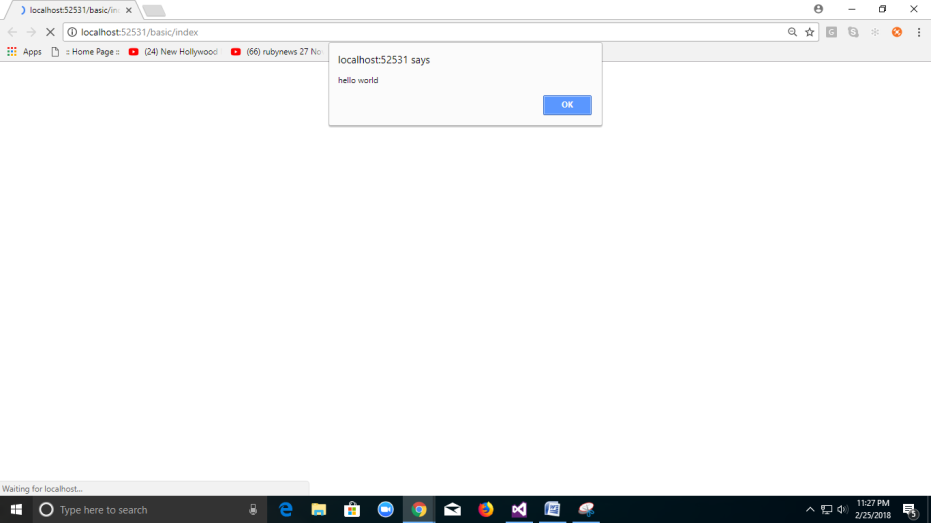 localhost:52531/basic/in
localhost:52531/basic/index
Apps :: Home Page :: (24) New Hollywood (66) rubynews 27 No
localhost:52531 says
hello world
OK
Waiting for localhost...
Type here to search
11:27 PM
2/25/2018
5